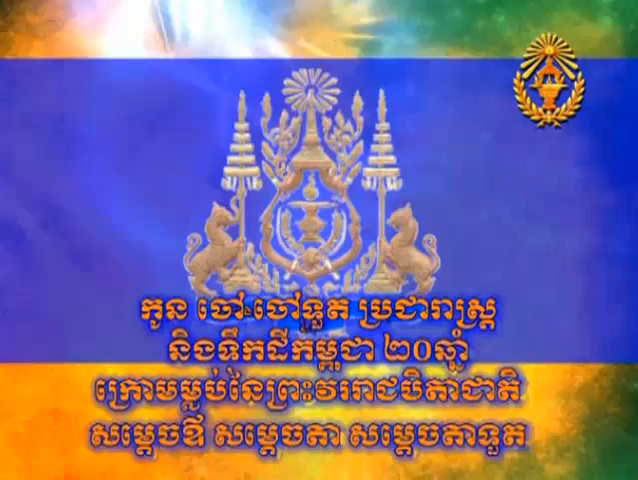 កូន ចៅ ចៅទួត ប្រជារាស្ត្រ
និងទឹកដីកម្ពុជា ២០ឆ្នាំ
ក្រោមម្លប់នៃព្រះវររាជបិតាជាតិ
សម្តេចឪ សម្តេចតា សម្តេចតាទួត